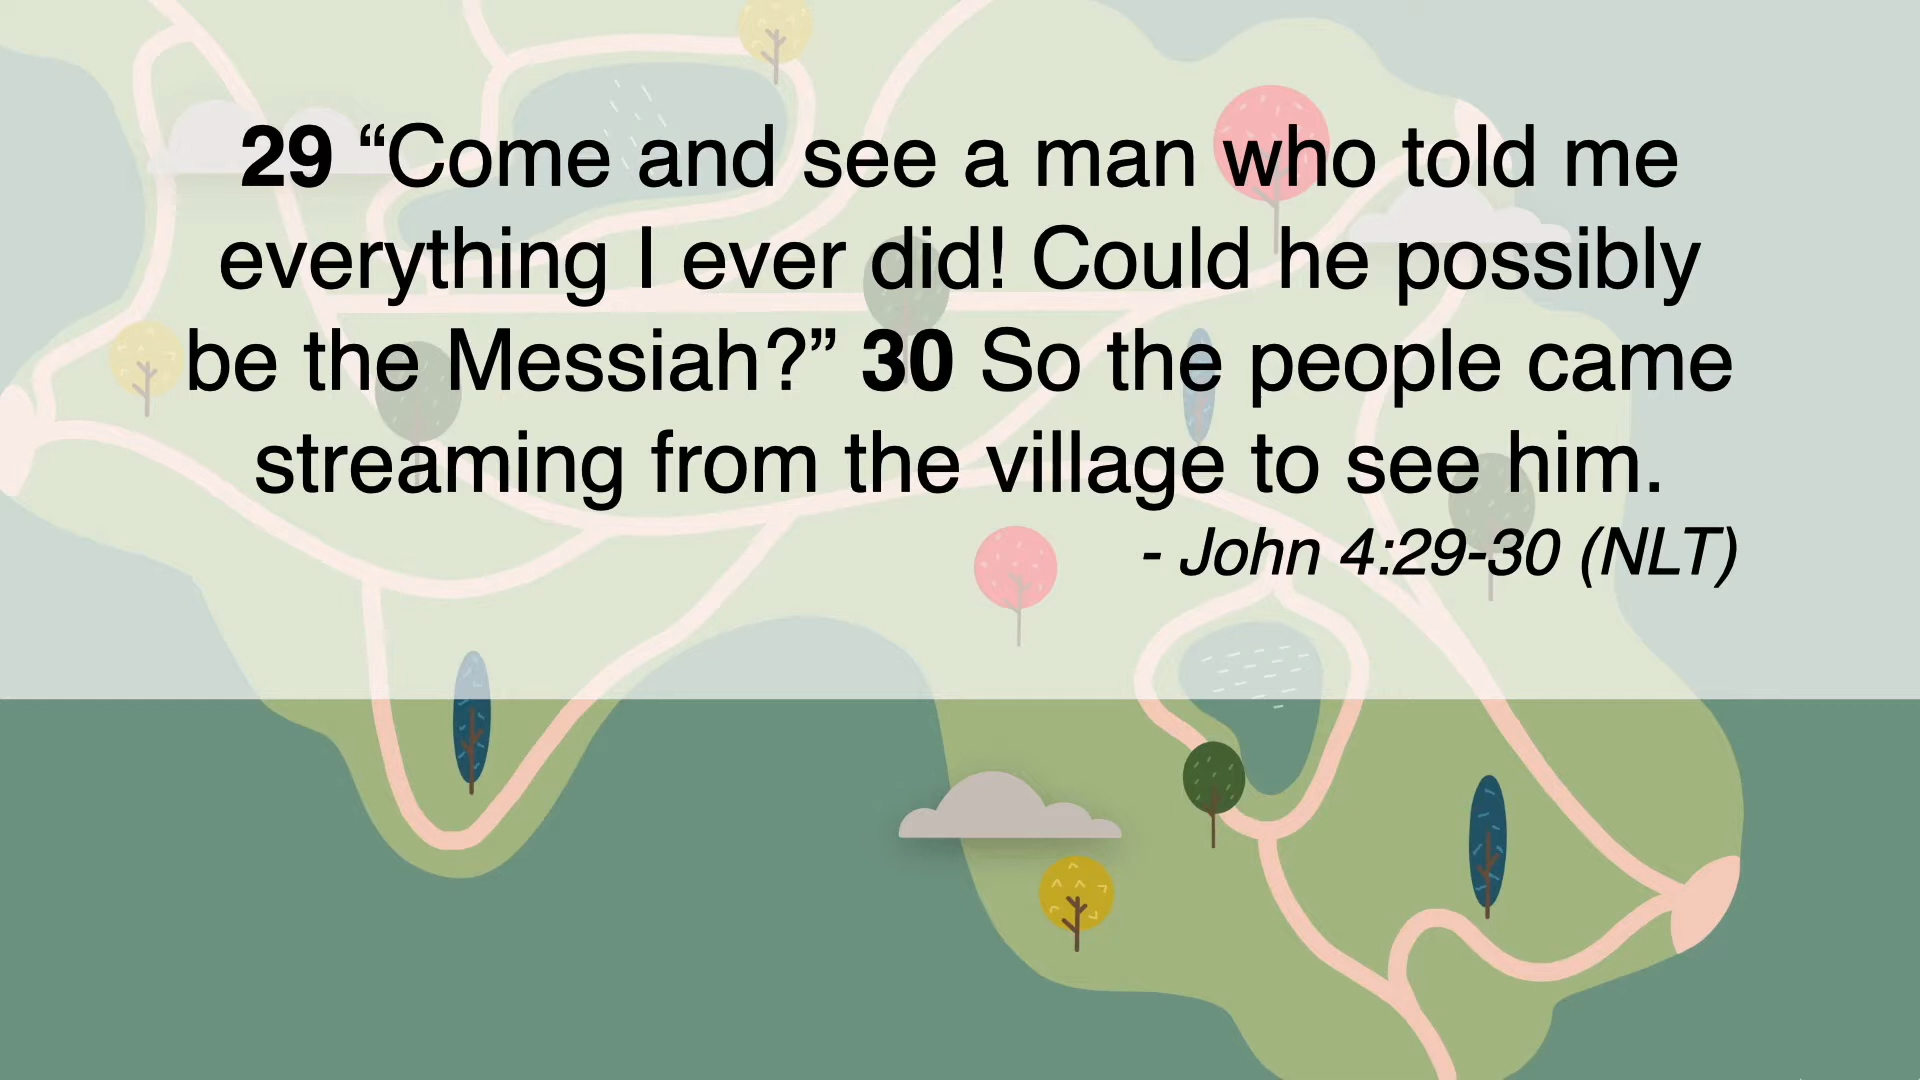 29 “Come and see a man who told me
everything I ever did! Could he possibly
be the Messiah?” 30 So the people came
streaming from the village to see him.
- John 4:29-30 (NLT)